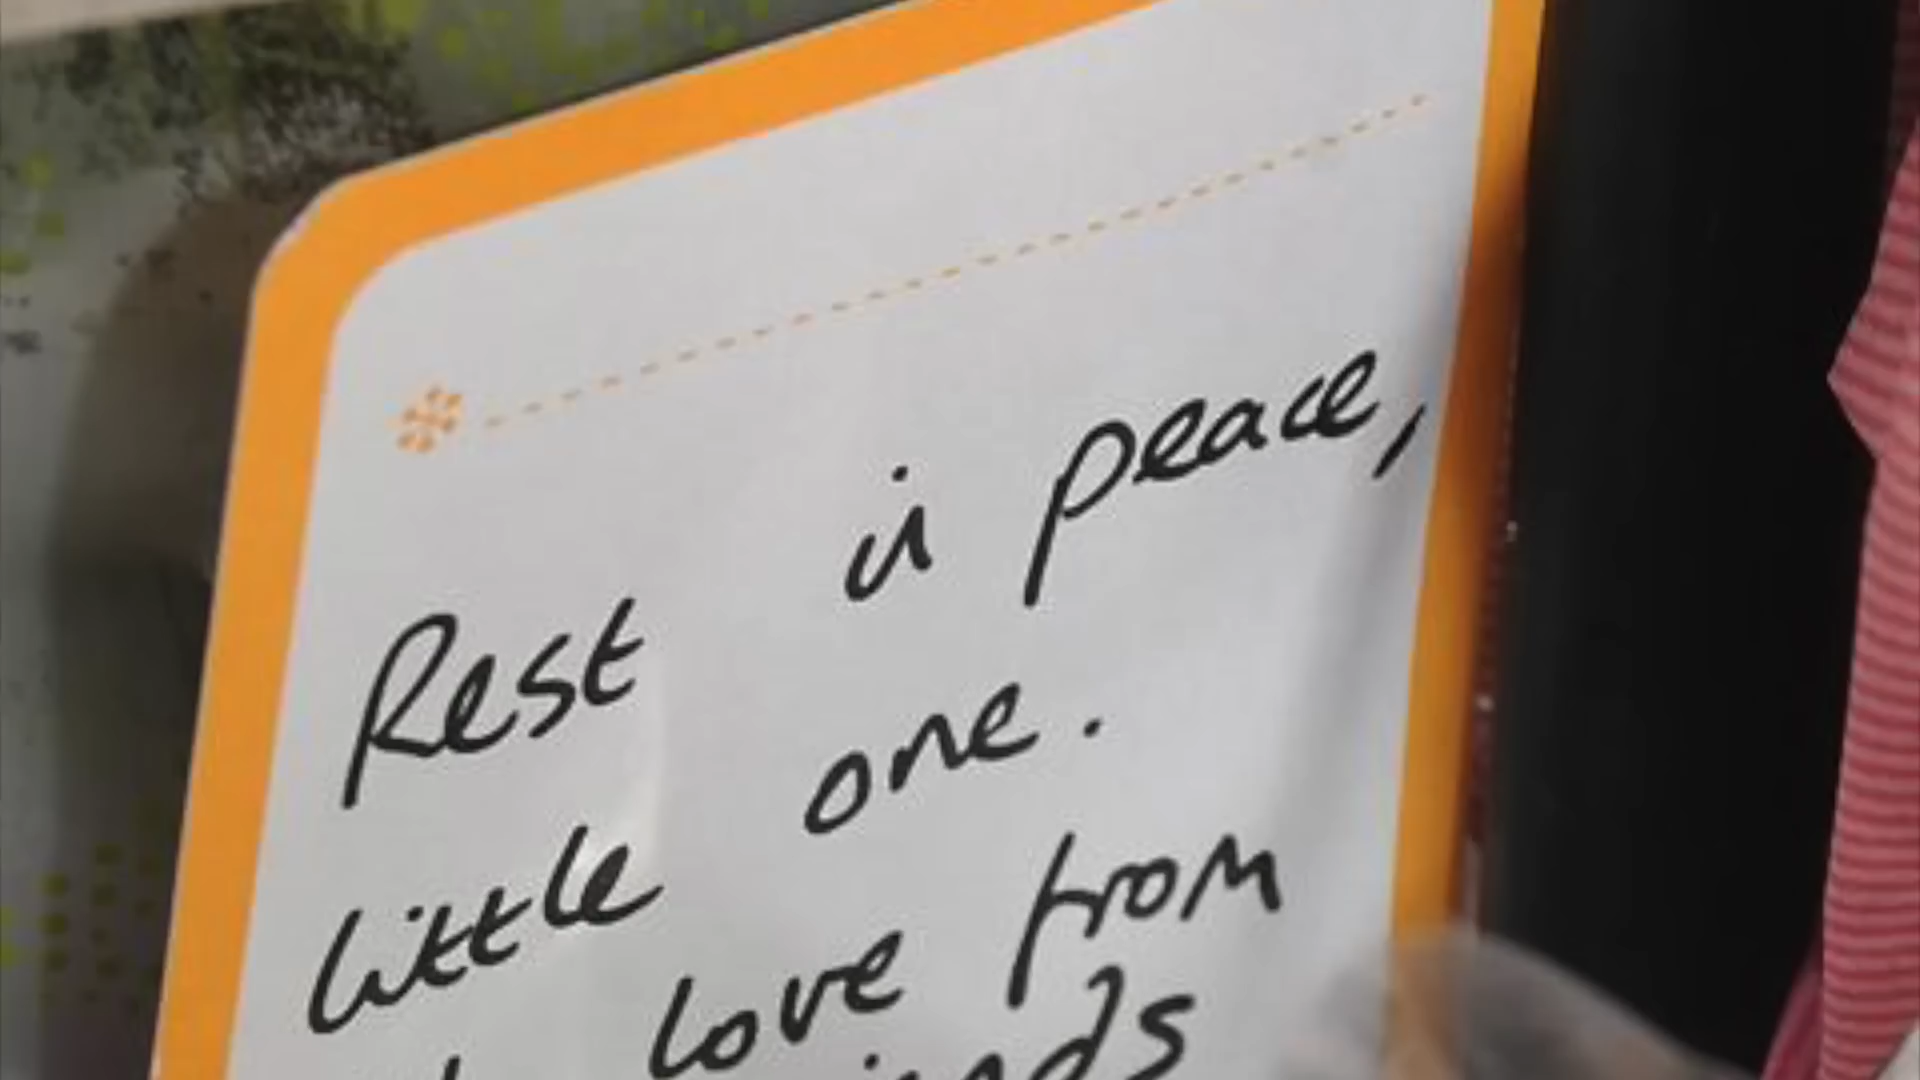 Rest in peace,
little one.
love from